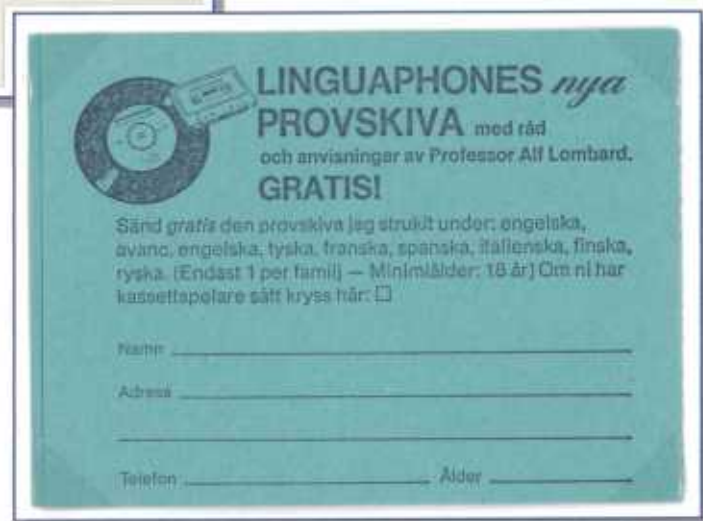 LINGUAPHONES nya
PROVSKIVA med råd
och anvisningar av Professor Alf Lombard.
GRATIS!
Sänd gratis den provskiva jag strukit under: engelska,
avanc. engelska, tyska, franska, spanska, italienska, finska,
ryska. (Endast 1 per familj — Minimiålder: 18 år) Om ni har
kassettspelare sätt kryss här: ☐
Namn
Adress
Telefon Ålder